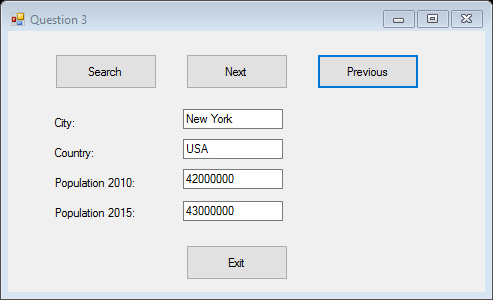 Question 3
Search Next Previous
City: New York
Country: USA
Population 2010: 42000000
Population 2015: 43000000
Exit